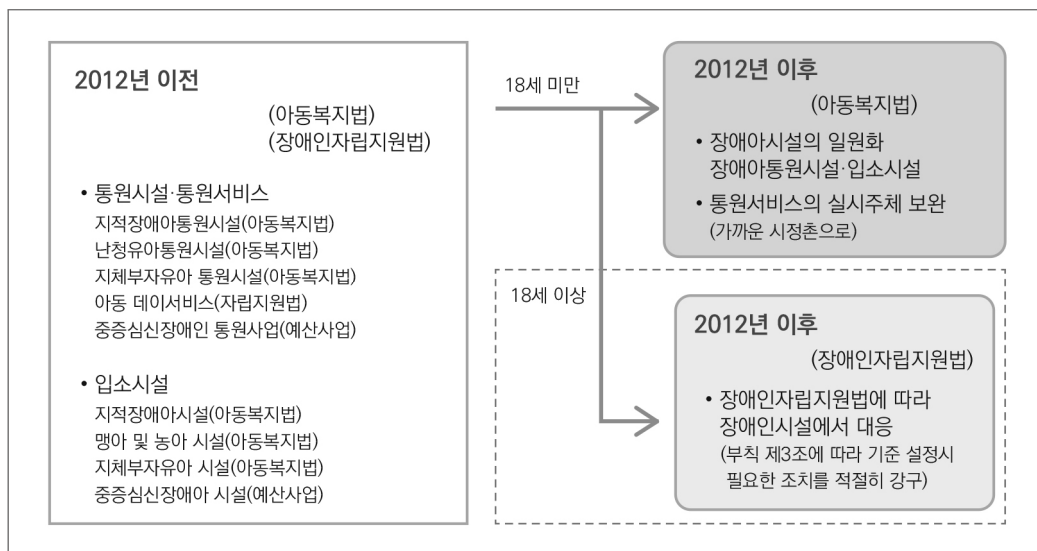 2012년 이전
(아동복지법)
(장애인자립지원법)
• 통원시설·통원서비스
지적장애아통원시설(아동복지법)
난청유아통원시설(아동복지법)
지체부자유아 통원시설(아동복지법)
아동 데이서비스(자립지원법)
중증심신장애인 통원사업(예산사업)
• 입소시설
지적장애아시설(아동복지법)
맹아 및 농아 시설(아동복지법)
지체부자유아 시설(아동복지법)
중증심신장애아 시설(예산사업)
18세 미만
2012년 이후
(아동복지법)
• 장애아시설의 일원화
장애아통원시설·입소시설
• 통원서비스의 실시주체 보완
(가까운 시정촌으로)
18세 이상
2012년 이후
(장애인자립지원법)
• 장애인자립지원법에 따라
장애인시설에서 대응
(부칙 제3조에 따라 기준 설정시
필요한 조치를 적절히 강구)